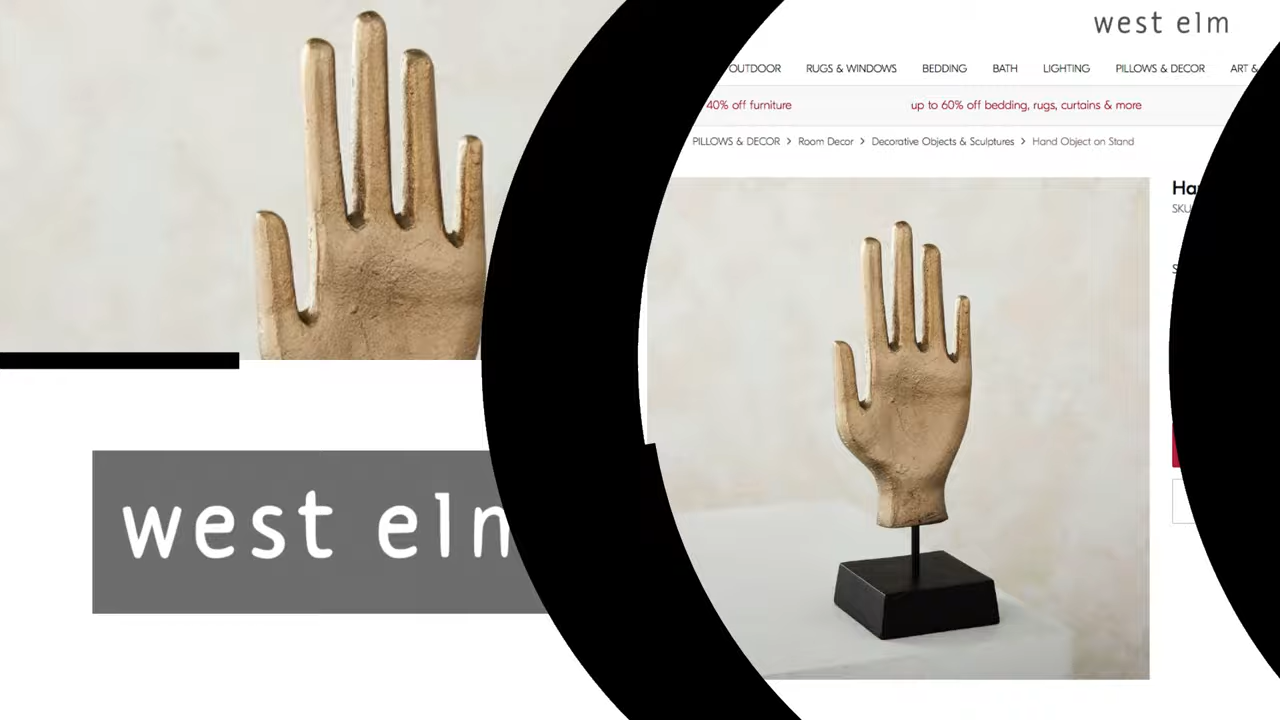 west elm
OUTDOOR RUGS & WINDOWS BEDDING BATH LIGHTING PILLOWS & DECOR ART &
40% off furniture up to 60% off bedding, rugs, curtains & more
PILLOWS & DECOR > Room Decor > Decorative Objects & Sculptures > Hand Object on Stand
SKU
west elm